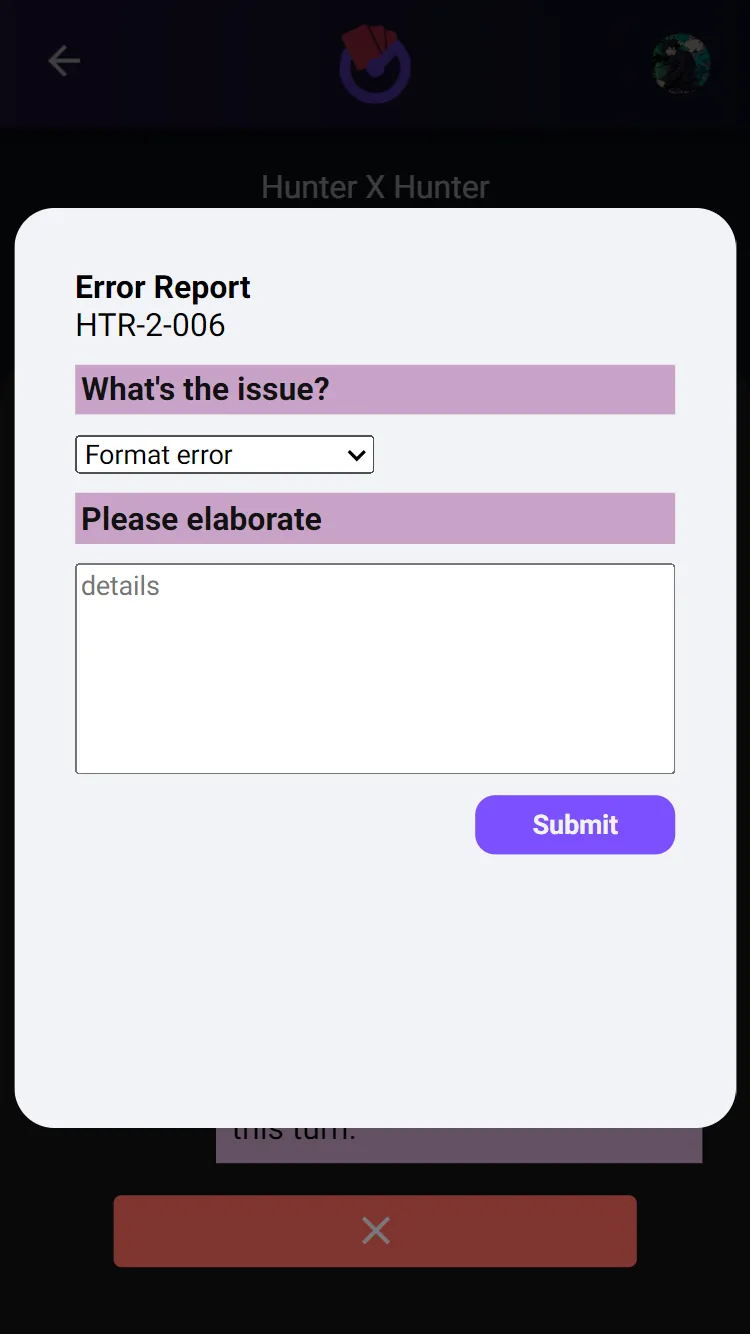 Hunter X Hunter
Error Report
HTR-2-006
What's the issue?
Format error
Please elaborate
details
Submit
this turn.